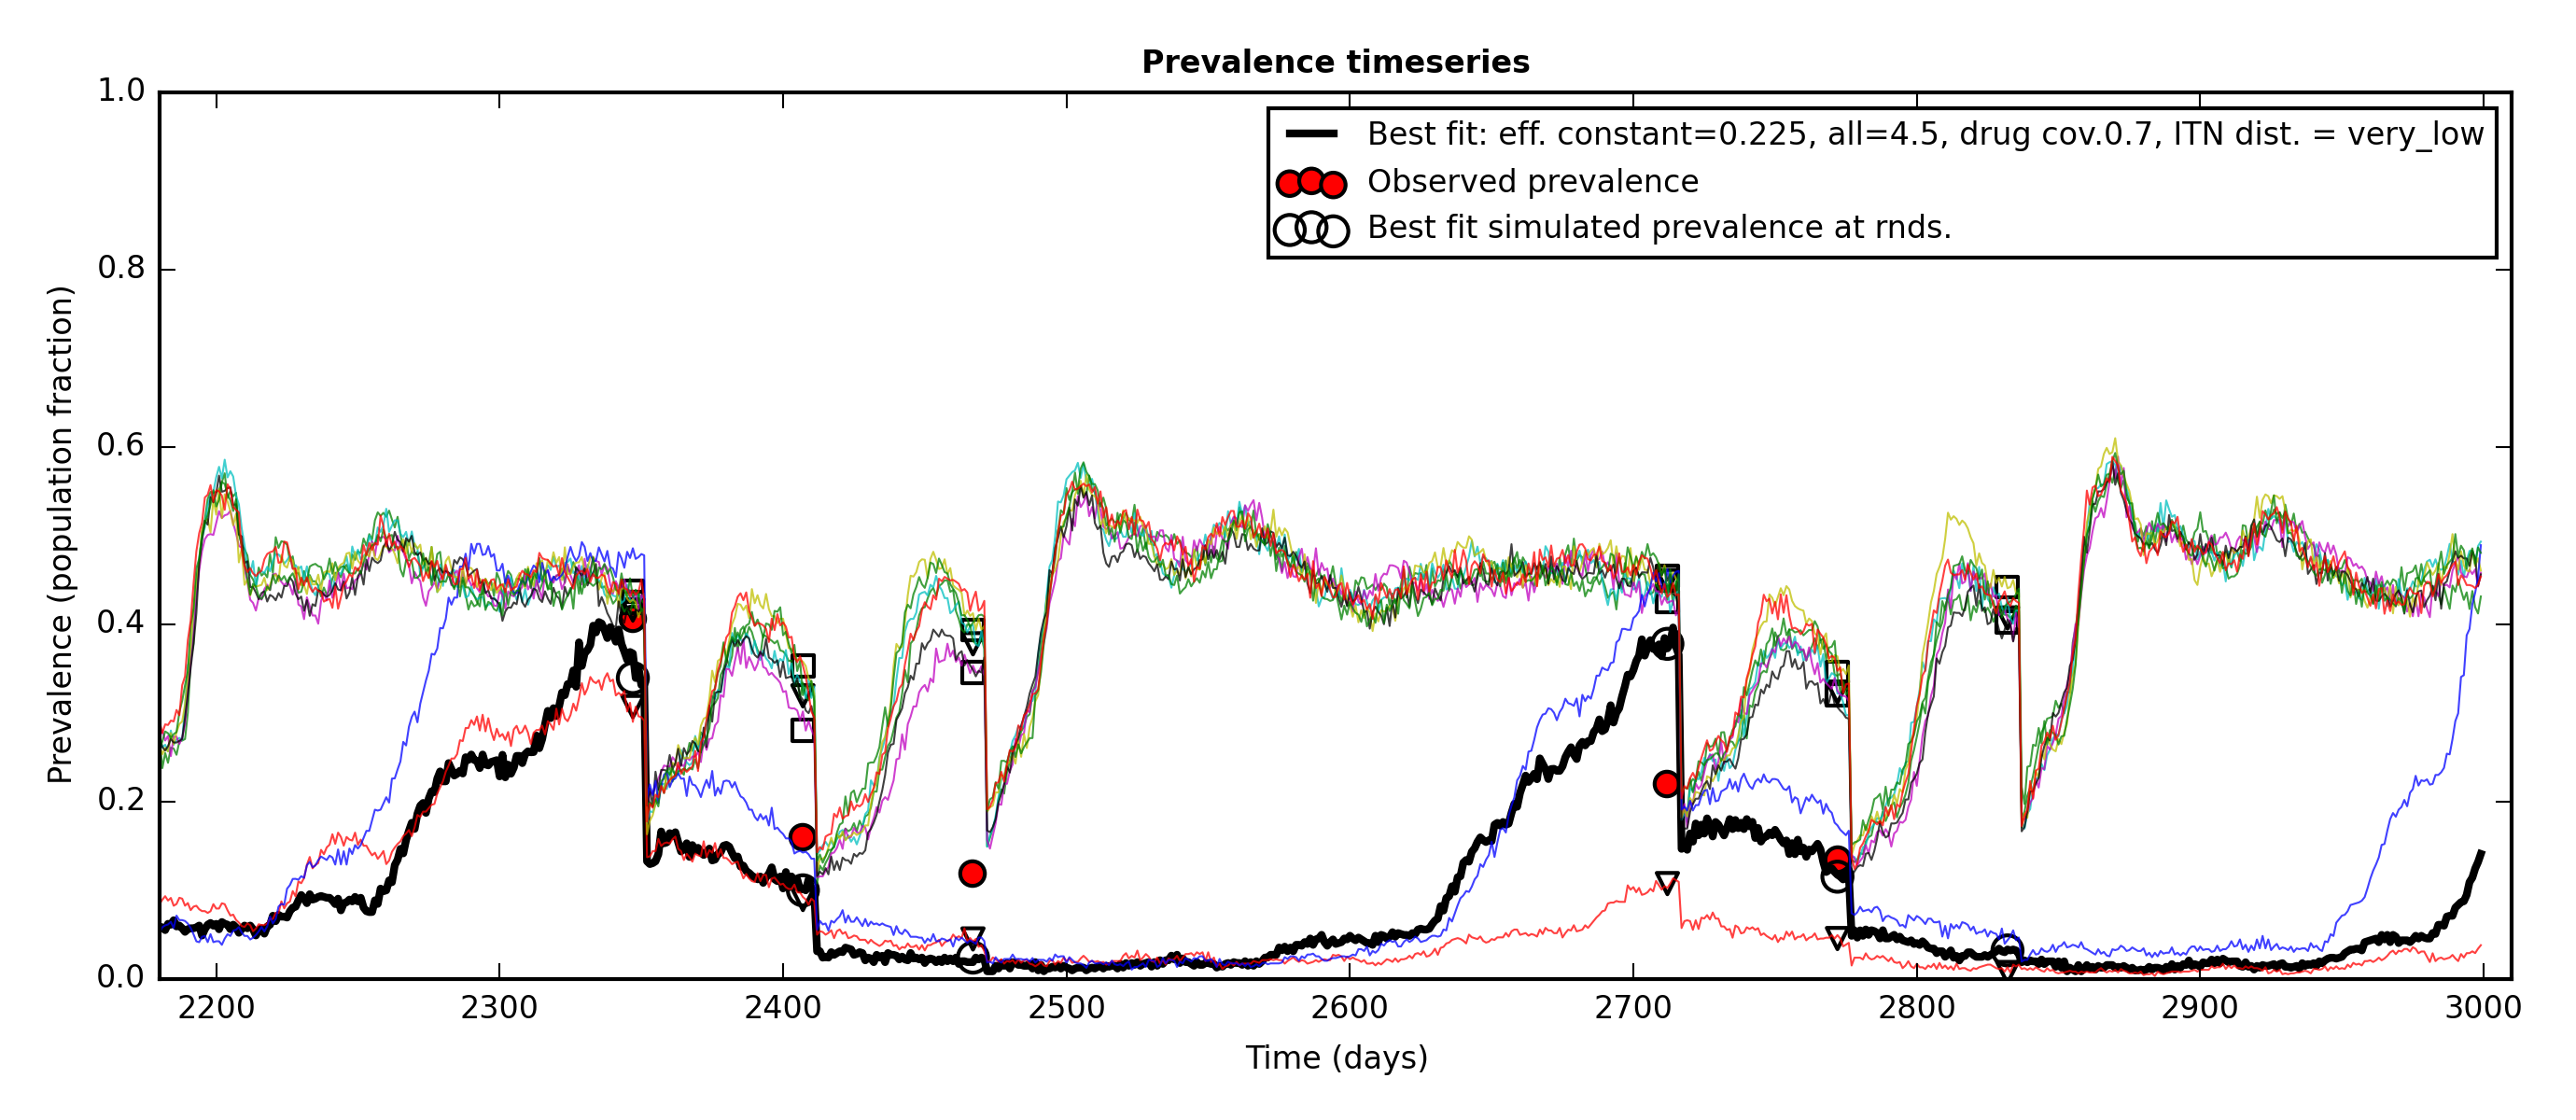 Prevalence timeseries
Best fit: eff. constant=0.225, all=4.5, drug cov.0.7, ITN dist. = very_low
Observed prevalence
Best fit simulated prevalence at rnds.
Prevalence (population fraction)
1.0
0.8
0.6
0.4
0.2
0.0
2200 2300 2400 2500 2600 2700 2800 2900 3000
Time (days)